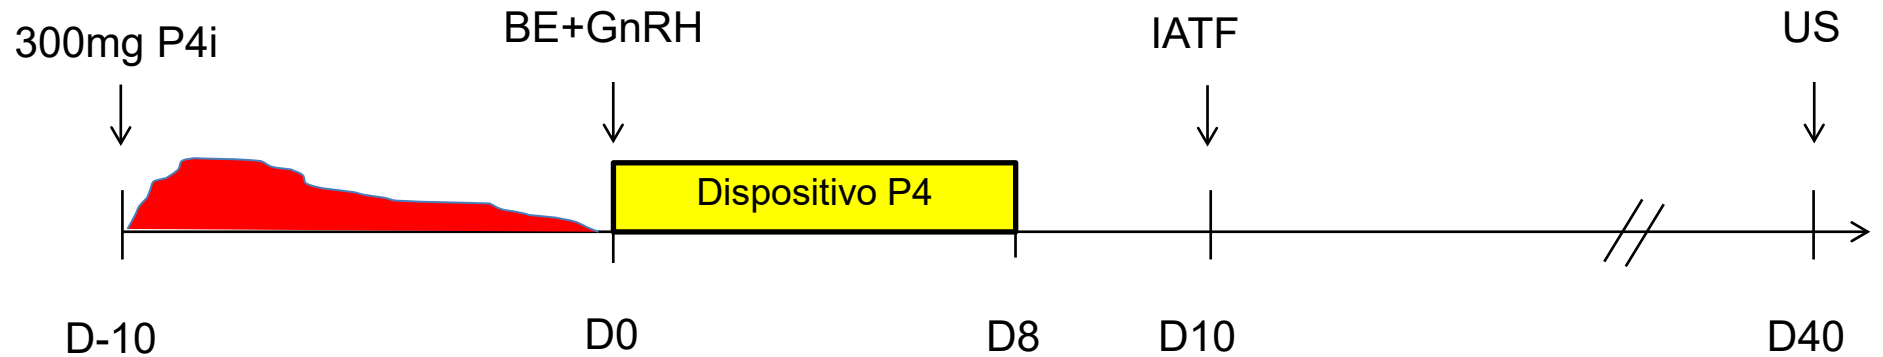 300mg P4i
BE+GnRH
IATF
US
Dispositivo P4
D-10
D0
D8
D10
D40